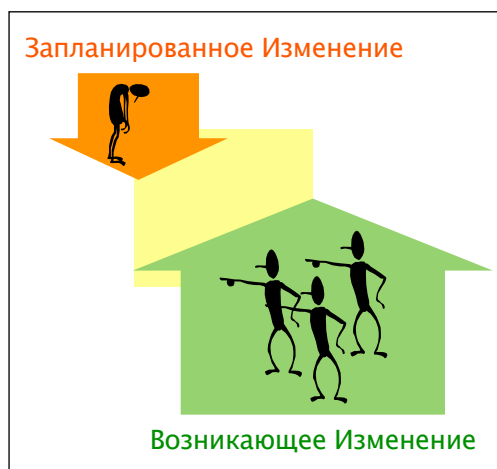 Запланированное Изменение
Возникающее Изменение